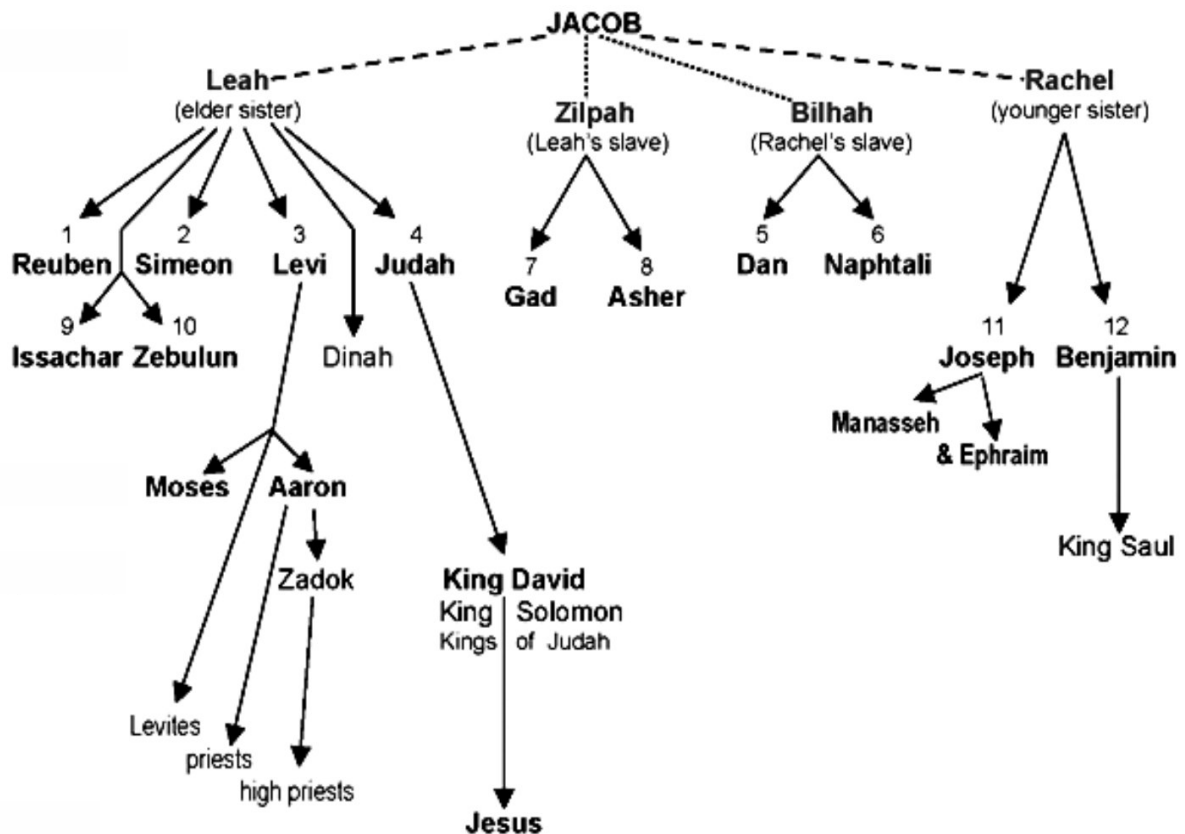 JACOB
Leah
(elder sister)
Zilpah
(Leah's slave)
Bilhah
(Rachel's slave)
Rachel
(younger sister)
1
Reuben
2
Simeon
3
Levi
4
Judah
7
Gad
8
Asher
5
Dan
6
Naphtali
9
Issachar
10
Zebulun
Dinah
11
Joseph
12
Benjamin
Manasseh
& Ephraim
Moses
Aaron
King Saul
Zadok
King David
King Solomon
Kings of Judah
Levites
priests
high priests
Jesus